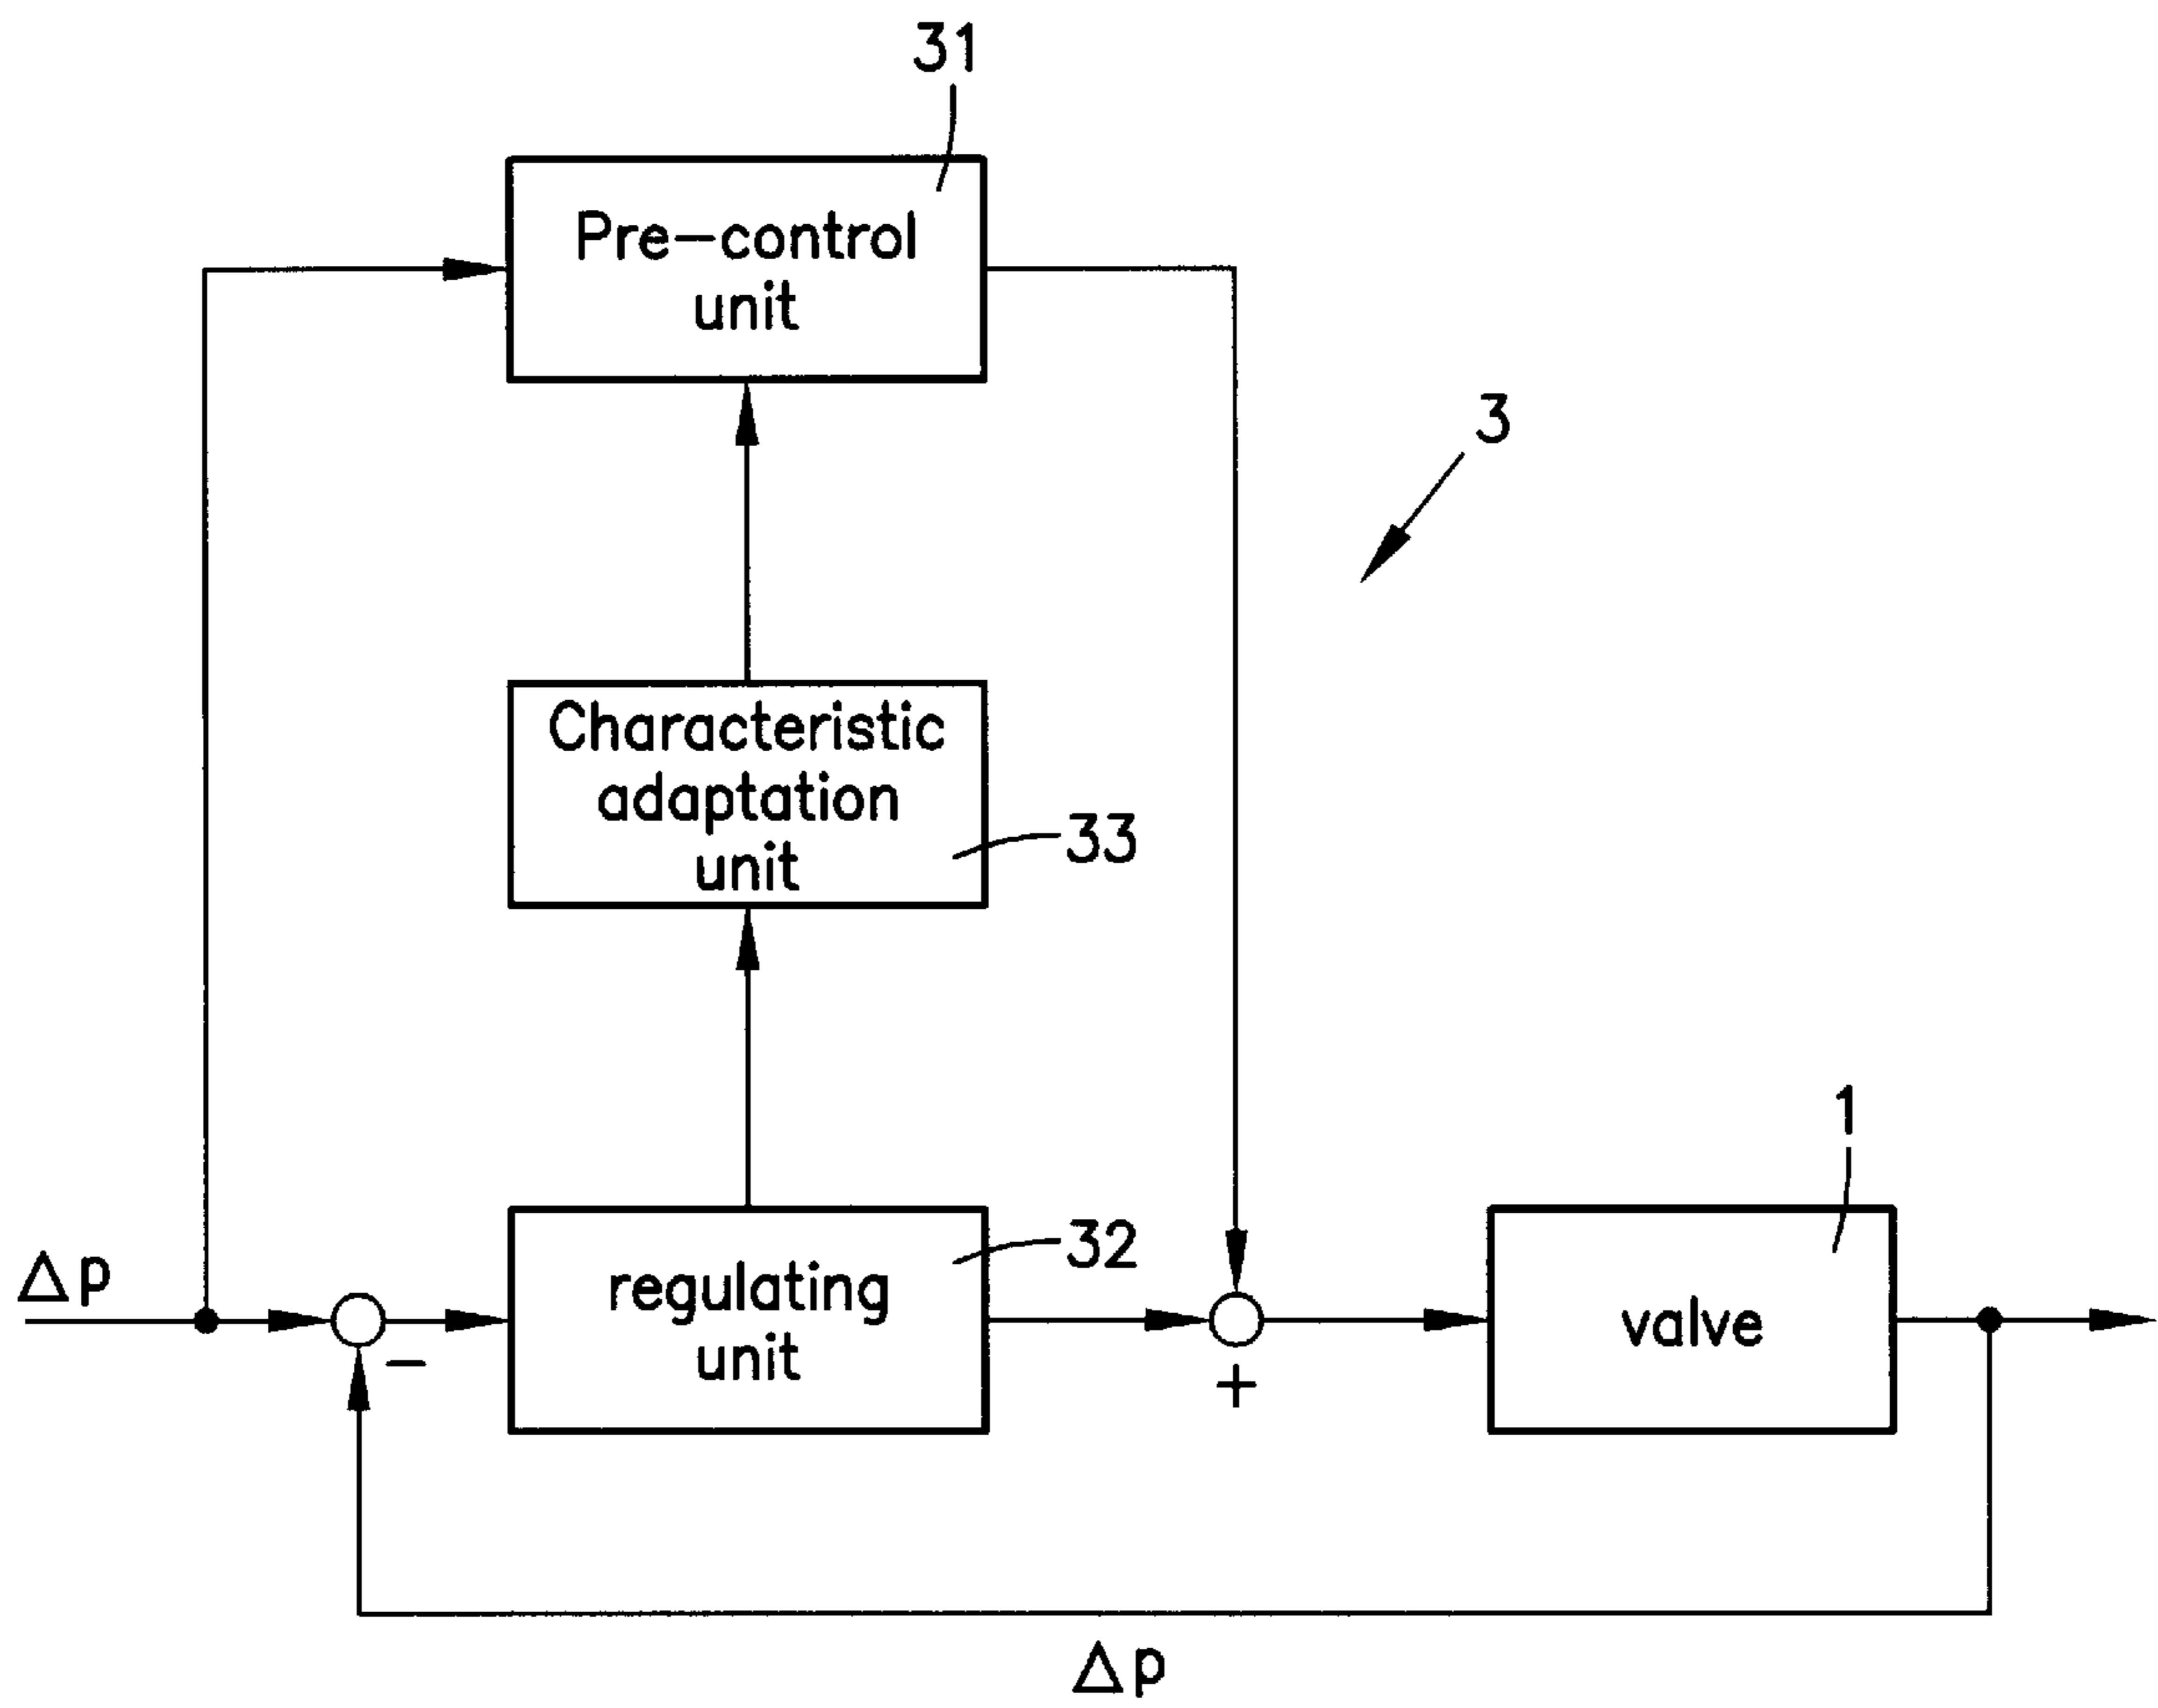 31
Pre-control
unit
3
Characteristic
adaptation
unit
33
1
Δp
regulating
unit
32
valve
−
+
Δp